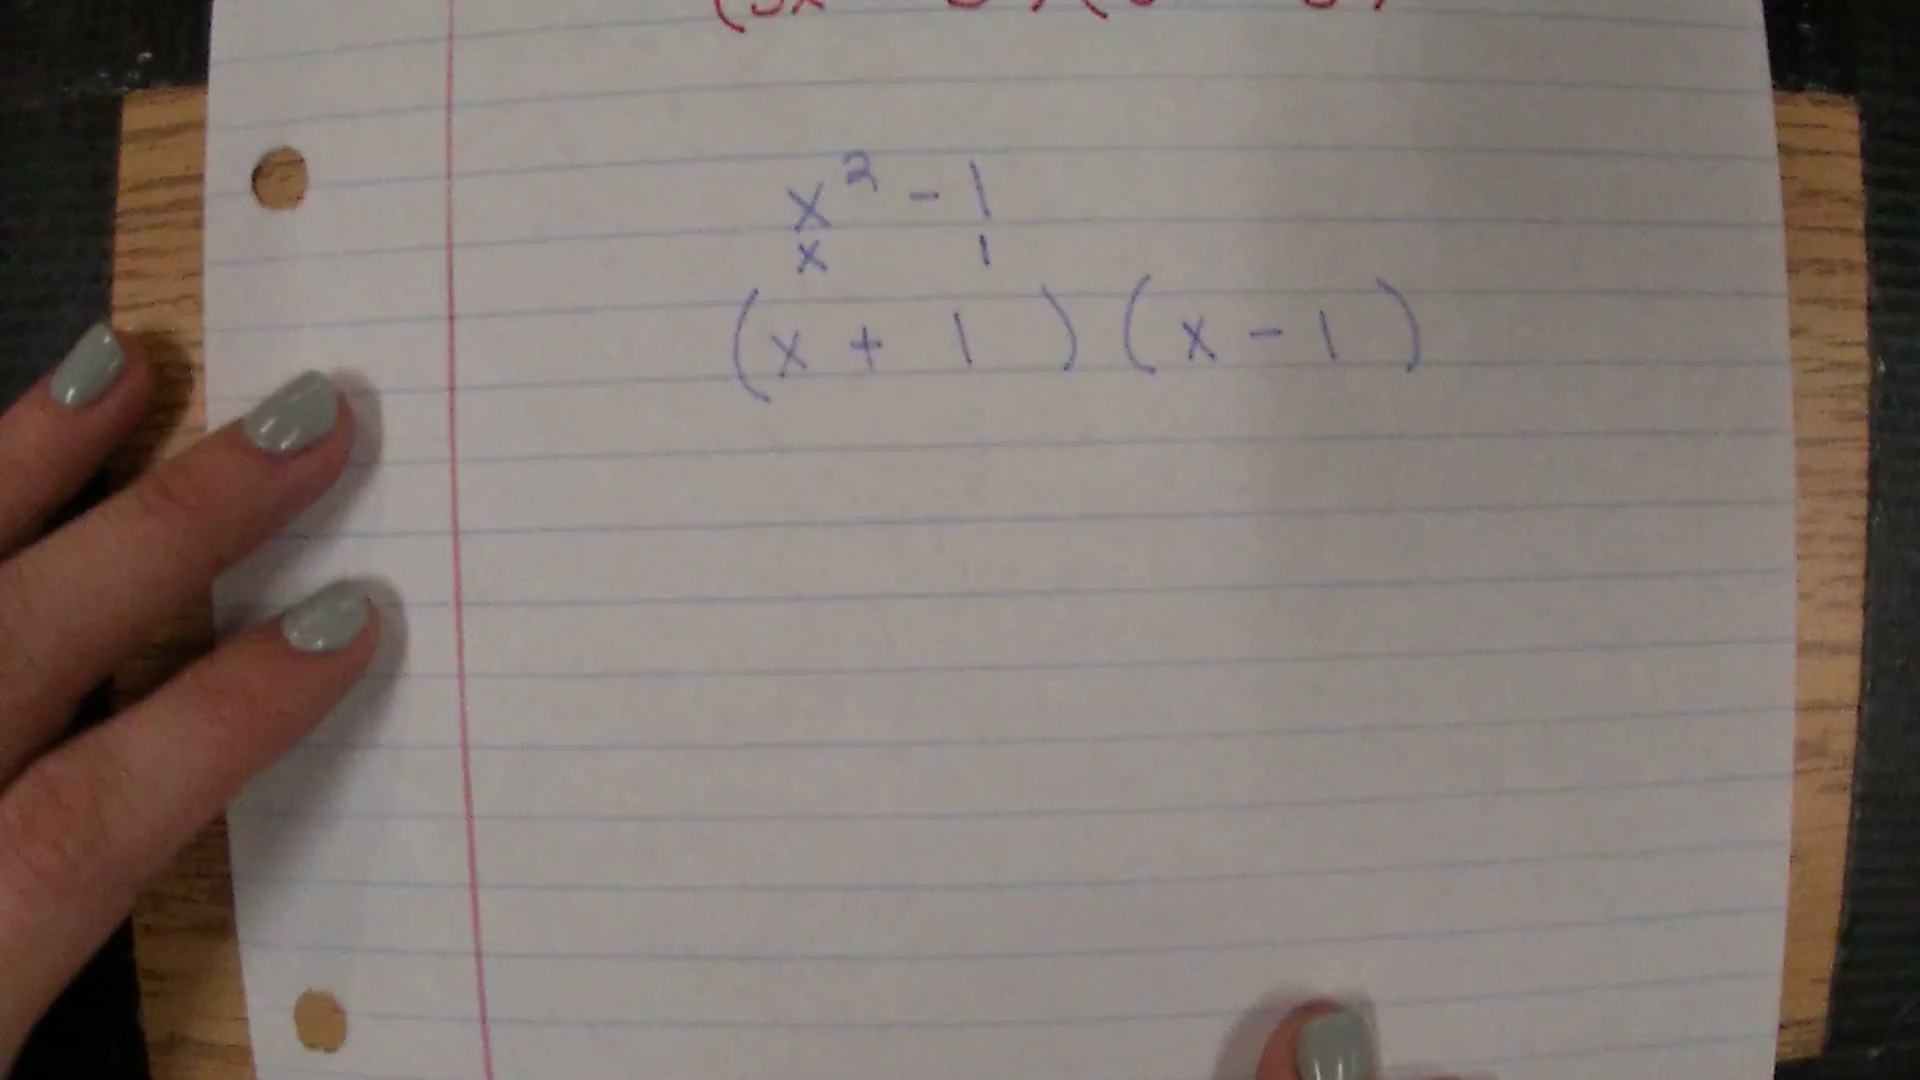 x² - 1
x 1
(x + 1 ) (x - 1 )